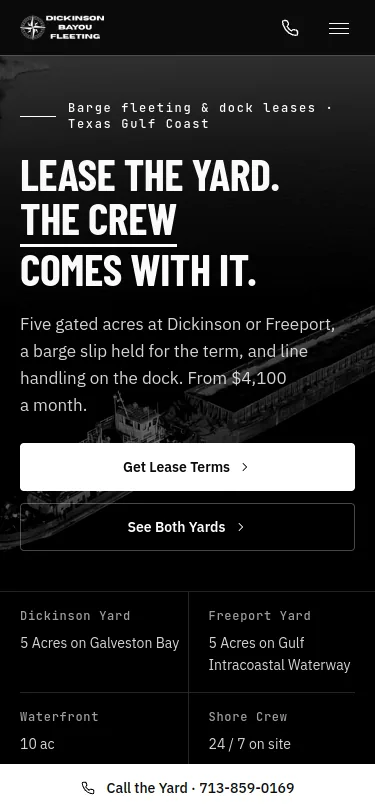 DICKINSON
BAYOU
FLEETING
Barge fleeting & dock leases ·
Texas Gulf Coast
LEASE THE YARD.
THE CREW
COMES WITH IT.
Five gated acres at Dickinson or Freeport,
a barge slip held for the term, and line
handling on the dock. From $4,100
a month.
Get Lease Terms
See Both Yards
Dickinson Yard
5 Acres on Galveston Bay
Freeport Yard
5 Acres on Gulf
Intracoastal Waterway
Waterfront
10 ac
Shore Crew
24 / 7 on site
Call the Yard · 713-859-0169